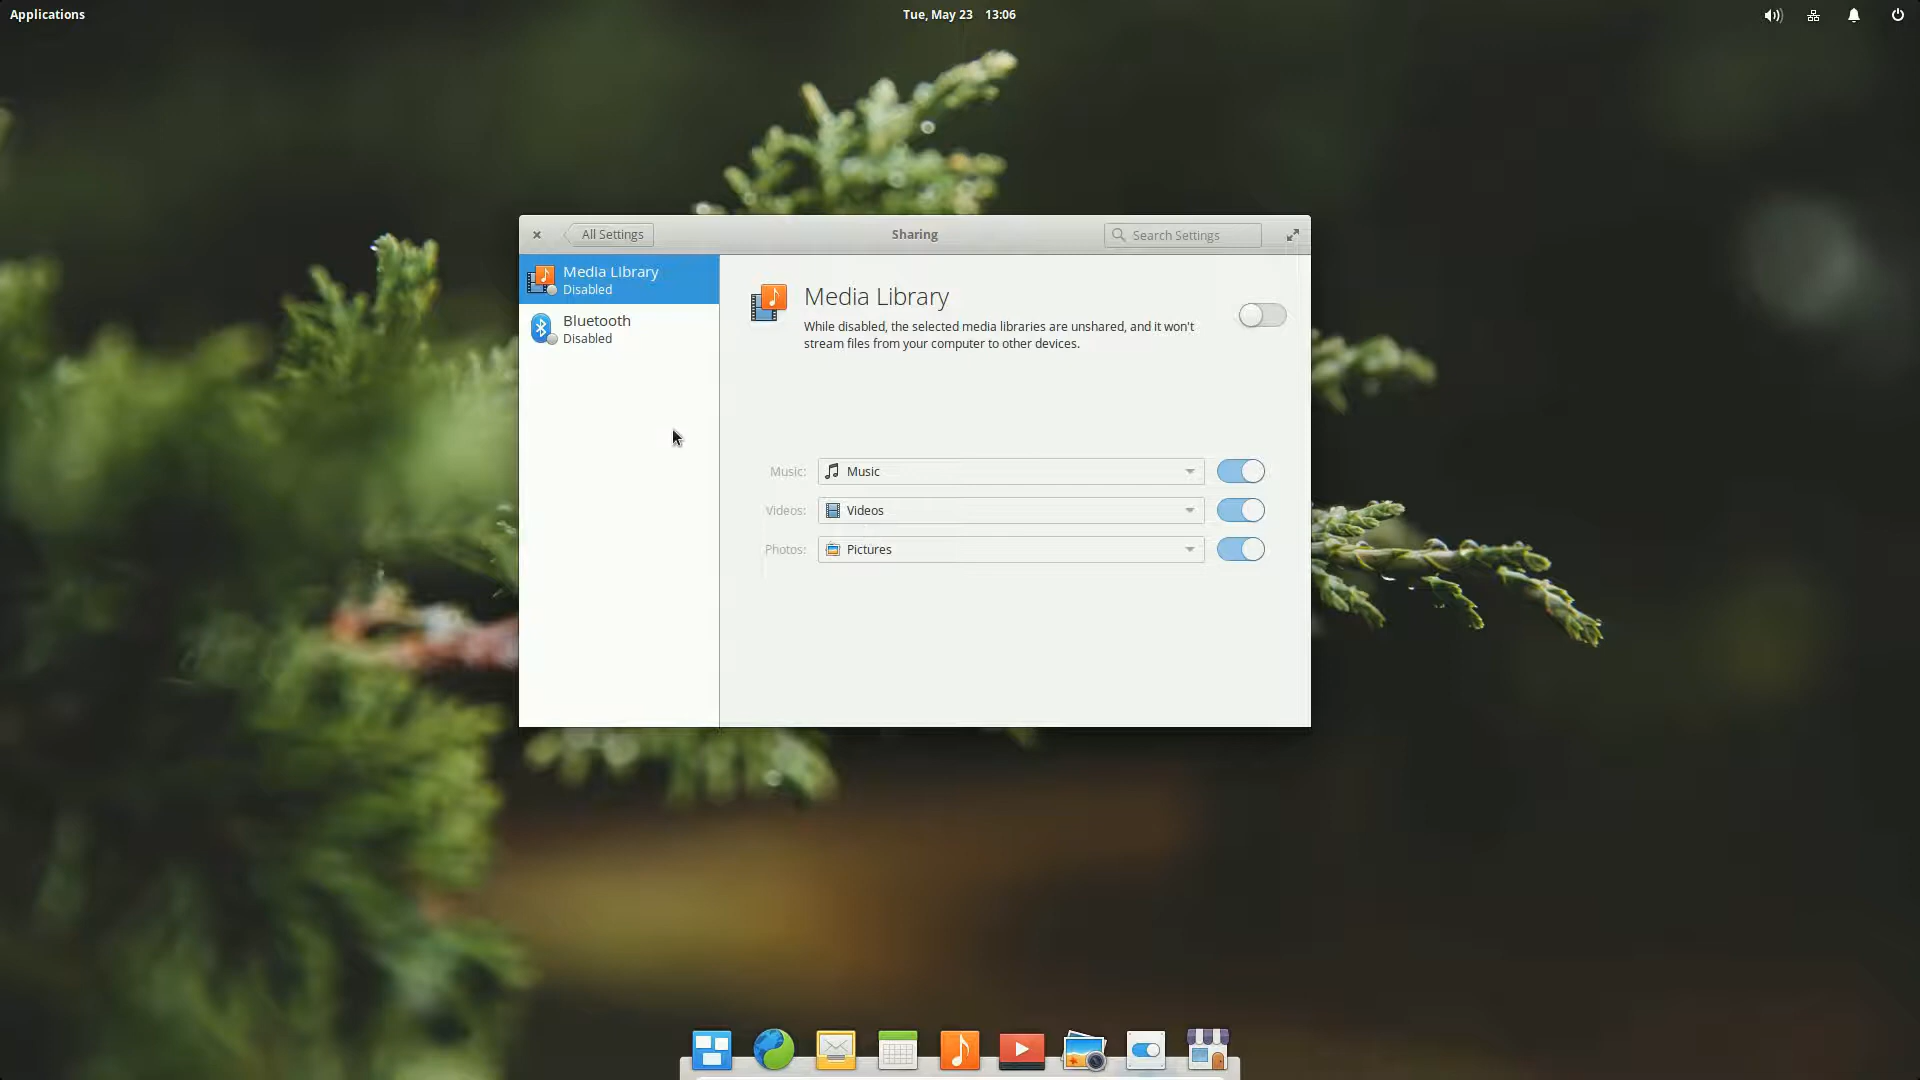 Applications
Tue, May 23 13:06
All Settings
Sharing
Search Settings
Media LIbrary
Disabled
Bluetooth
Disabled
Media Library
While disabled, the selected media libraries are unshared, and it won't
stream files from your computer to other devices.
Music: Music
Videos: Videos
Photos: Pictures